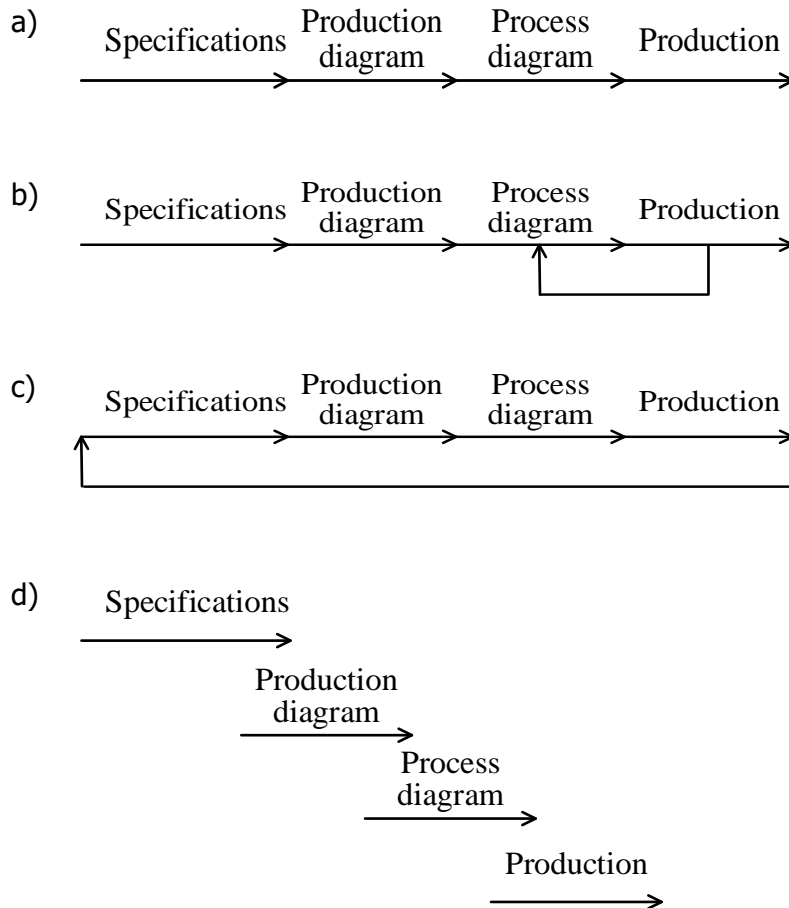 a)
Specifications
Production
diagram
Process
diagram
Production
b)
Specifications
Production
diagram
Process
diagram
Production
c)
Specifications
Production
diagram
Process
diagram
Production
d)
Specifications
Production
diagram
Process
diagram
Production